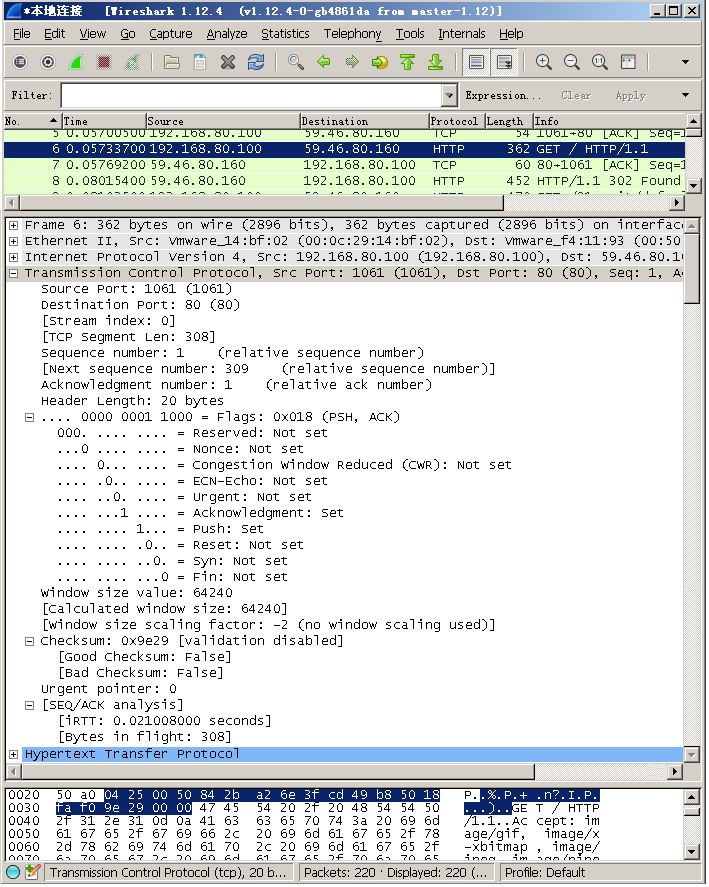 *本地连接 [Wireshark 1.12.4 (v1.12.4-0-gb4861da from master-1.12)]
File Edit View Go Capture Analyze Statistics Telephony Tools Internals Help
Filter: Expression... Clear Apply
No. Time Source Destination Protocol Length Info
5 0.05700500 192.168.80.100 59.46.80.160 TCP 54 1061→80 [ACK] Seq=1
6 0.05733700 192.168.80.100 59.46.80.160 HTTP 362 GET / HTTP/1.1
7 0.05769200 59.46.80.160 192.168.80.100 TCP 60 80→1061 [ACK] Seq=1
8 0.08015400 59.46.80.160 192.168.80.100 HTTP 452 HTTP/1.1 302 Found
Frame 6: 362 bytes on wire (2896 bits), 362 bytes captured (2896 bits) on interfac
Ethernet II, Src: Vmware_14:bf:02 (00:0c:29:14:bf:02), Dst: Vmware_f4:11:93 (00:50
Internet Protocol Version 4, Src: 192.168.80.100 (192.168.80.100), Dst: 59.46.80.1
Transmission Control Protocol, Src Port: 1061 (1061), Dst Port: 80 (80), Seq: 1, A
Source Port: 1061 (1061)
Destination Port: 80 (80)
[Stream index: 0]
[TCP Segment Len: 308]
Sequence number: 1 (relative sequence number)
[Next sequence number: 309 (relative sequence number)]
Acknowledgment number: 1 (relative ack number)
Header Length: 20 bytes
.... 0000 0001 1000 = Flags: 0x018 (PSH, ACK)
000. .... .... = Reserved: Not set
...0 .... .... = Nonce: Not set
.... 0... .... = Congestion Window Reduced (CWR): Not set
.... .0.. .... = ECN-Echo: Not set
.... ..0. .... = Urgent: Not set
.... ...1 .... = Acknowledgment: Set
.... .... 1... = Push: Set
.... .... .0.. = Reset: Not set
.... .... ..0. = Syn: Not set
.... .... ...0 = Fin: Not set
Window size value: 64240
[Calculated window size: 64240]
[Window size scaling factor: -2 (no window scaling used)]
Checksum: 0x9e29 [validation disabled]
[Good Checksum: False]
[Bad Checksum: False]
Urgent pointer: 0
[SEQ/ACK analysis]
[iRTT: 0.021008000 seconds]
[Bytes in flight: 308]
Hypertext Transfer Protocol
0020 50 a0 04 25 00 50 84 2b a2 6e 3f cd 49 b8 50 18 P..%.P.+ .n?.I.P.
0030 fa f0 9e 29 00 00 47 45 54 20 2f 20 48 54 54 50 ...)..GE T / HTTP
0040 2f 31 2e 31 0d 0a 41 63 63 65 70 74 3a 20 69 6d /1.1..Ac cept: im
0050 61 67 65 2f 67 69 66 2c 20 69 6d 61 67 65 2f 78 age/gif, image/x
0060 2d 78 62 69 74 6d 61 70 2c 20 69 6d 61 67 65 2f -xbitmap , image/
Transmission Control Protocol (tcp), 20 b... Packets: 220 · Displayed: 220 (... Profile: Default